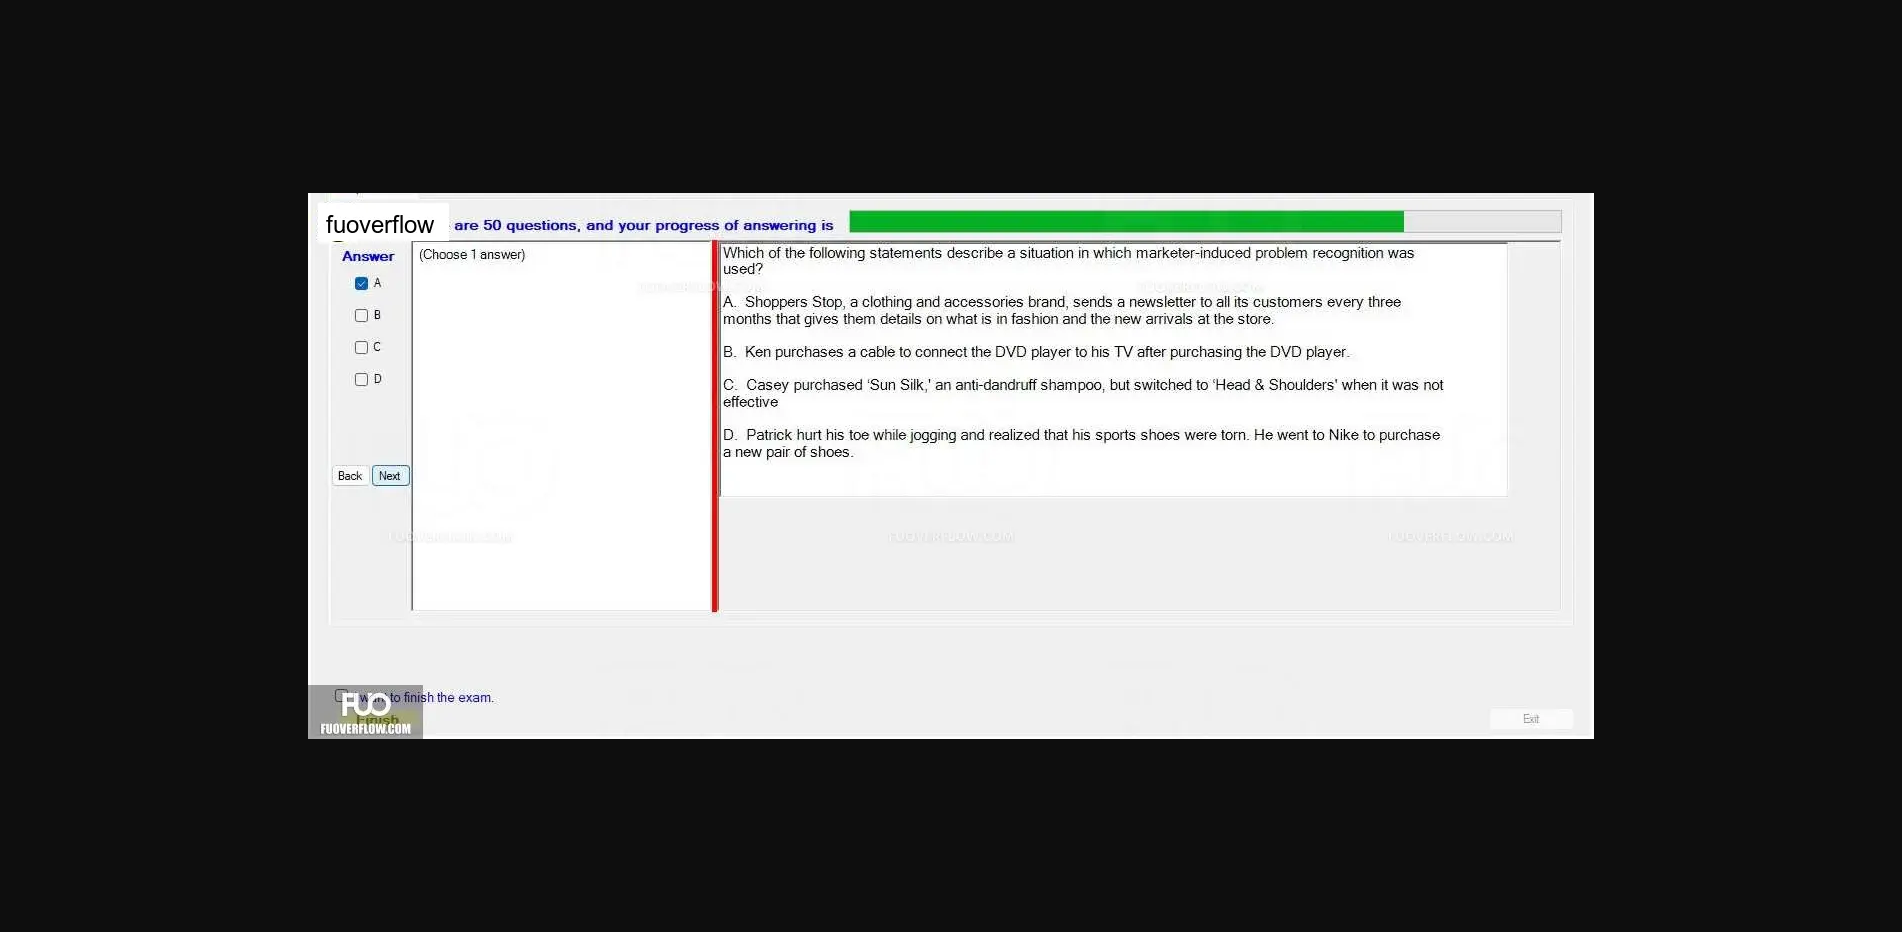 fuoverflow are 50 questions, and your progress of answering is
Answer
(Choose 1 answer)
A
B
C
D
Back Next
Which of the following statements describe a situation in which marketer-induced problem recognition was
used?
A. Shoppers Stop, a clothing and accessories brand, sends a newsletter to all its customers every three
months that gives them details on what is in fashion and the new arrivals at the store.
B. Ken purchases a cable to connect the DVD player to his TV after purchasing the DVD player.
C. Casey purchased ‘Sun Silk,' an anti-dandruff shampoo, but switched to ‘Head & Shoulders' when it was not
effective
D. Patrick hurt his toe while jogging and realized that his sports shoes were torn. He went to Nike to purchase
a new pair of shoes.
FUOVERFLOW.COM
FUOVERFLOW.COM
FUOVERFLOW.COM
FUOVERFLOW.COM
FUOVERFLOW.COM
want to finish the exam.
FUO
Finish
FUOVERFLOW.COM
Exit